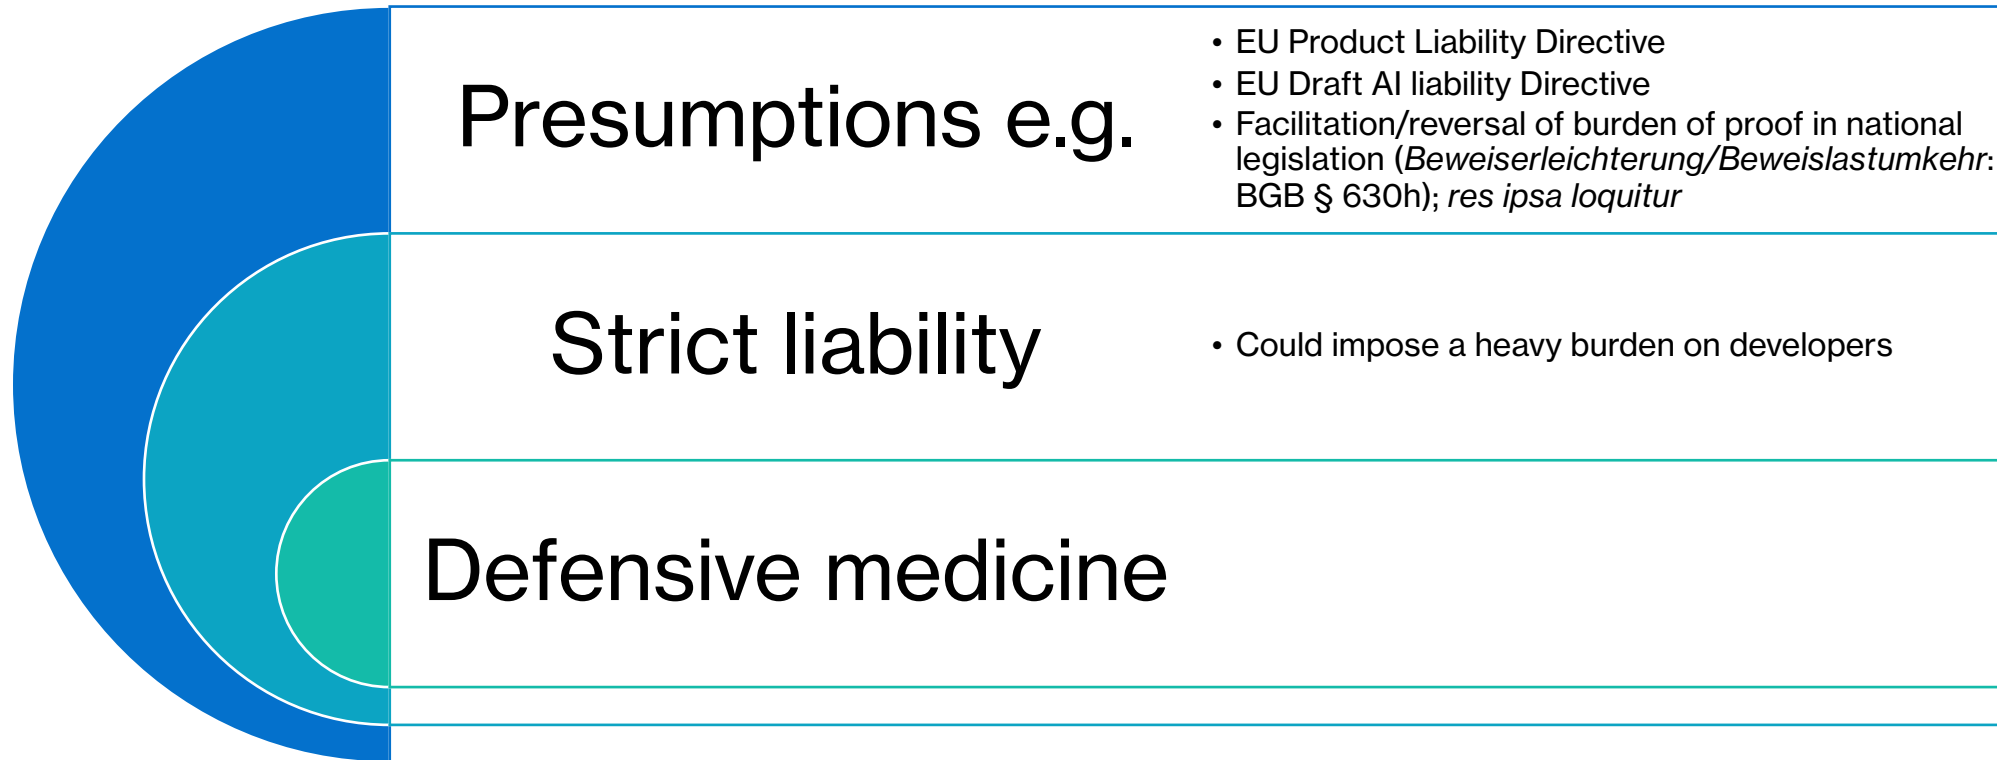 Presumptions e.g.
• EU Product Liability Directive
• EU Draft AI liability Directive
• Facilitation/reversal of burden of proof in national
legislation (Beweiserleichterung/Beweislastumkehr:
BGB § 630h); res ipsa loquitur
Strict liability
• Could impose a heavy burden on developers
Defensive medicine